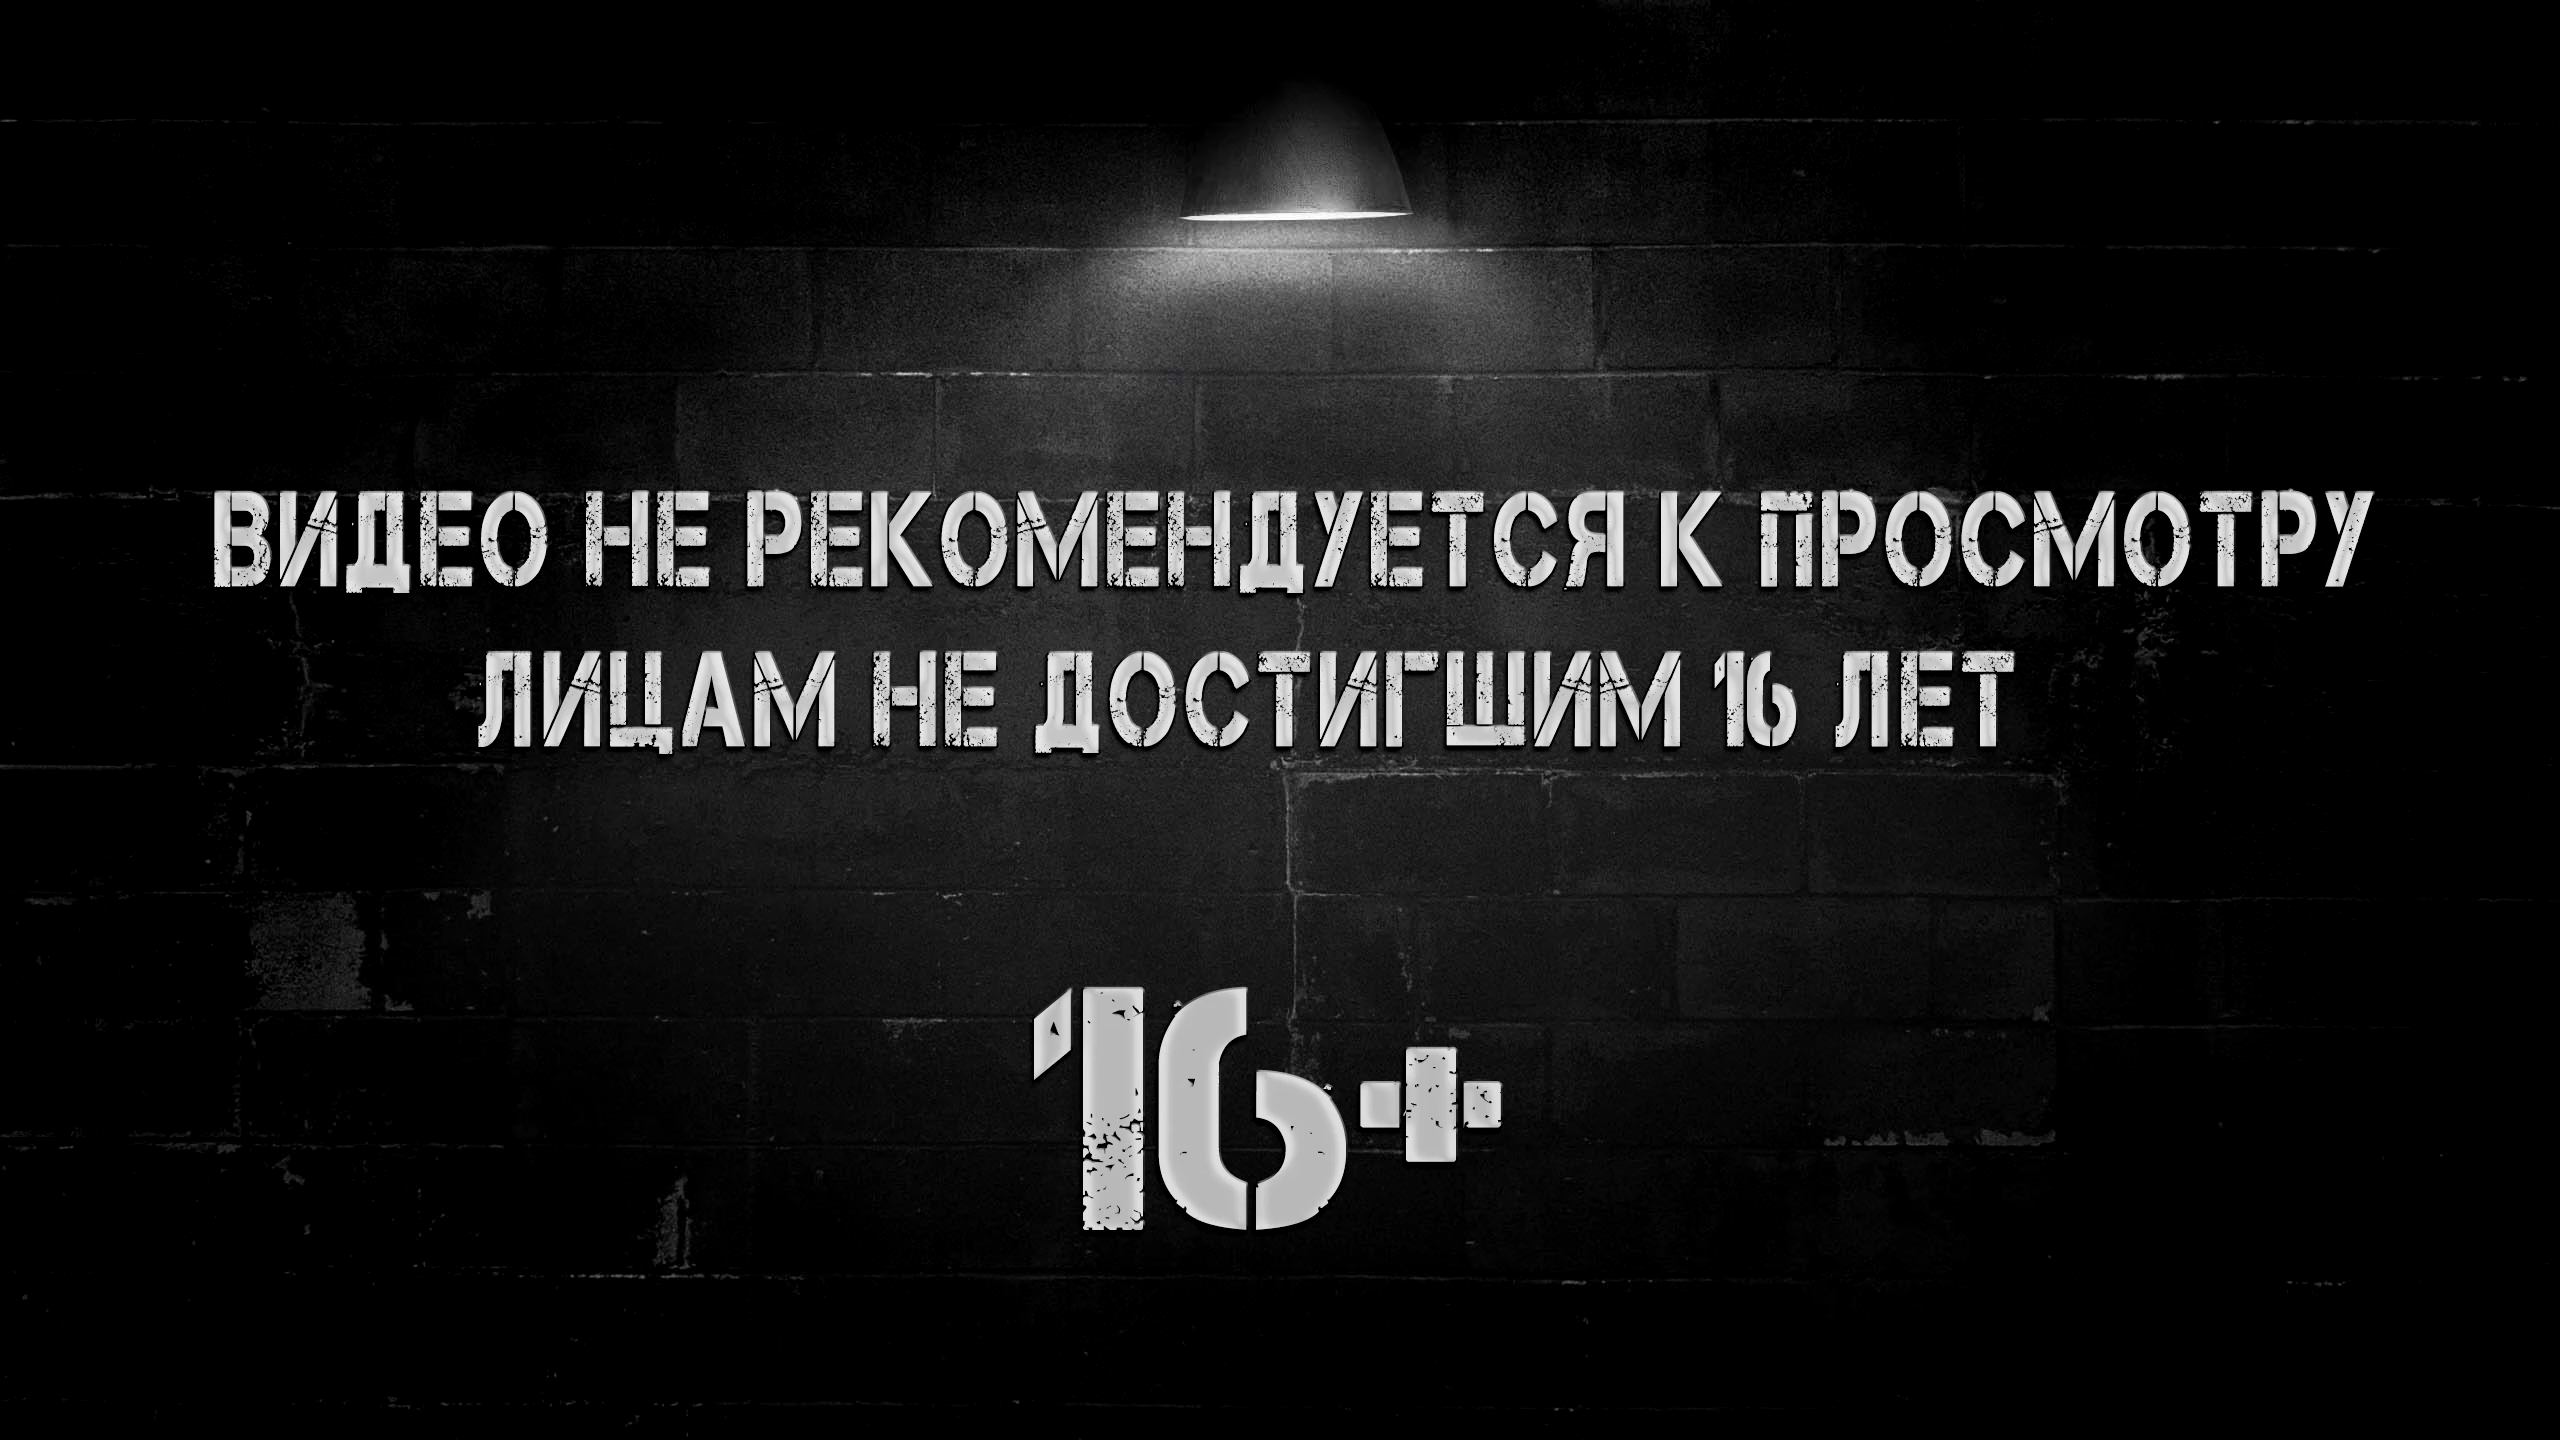 ВИДЕО НЕ РЕКОМЕНДУЕТСЯ К ПРОСМОТРУ
ЛИЦАМ НЕ ДОСТИГШИМ 16 ЛЕТ
16+